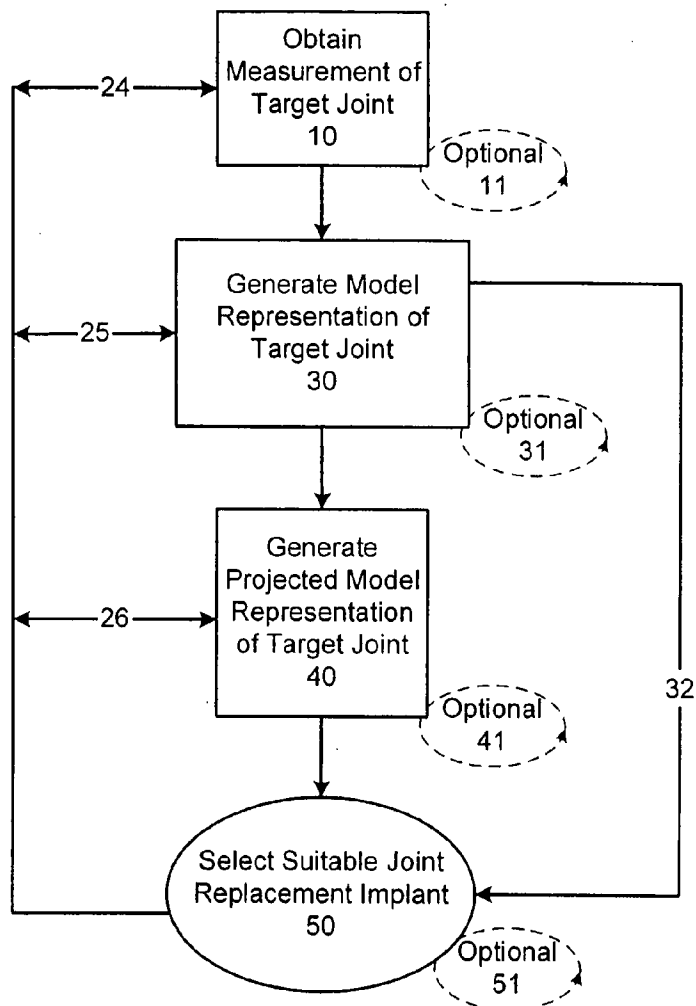 Obtain
Measurement of
Target Joint
10
24
Optional
11
Generate Model
Representation of
Target Joint
30
25
Optional
31
Generate
Projected Model
Representation
of Target Joint
40
26
32
Optional
41
Select Suitable Joint
Replacement Implant
50
Optional
51